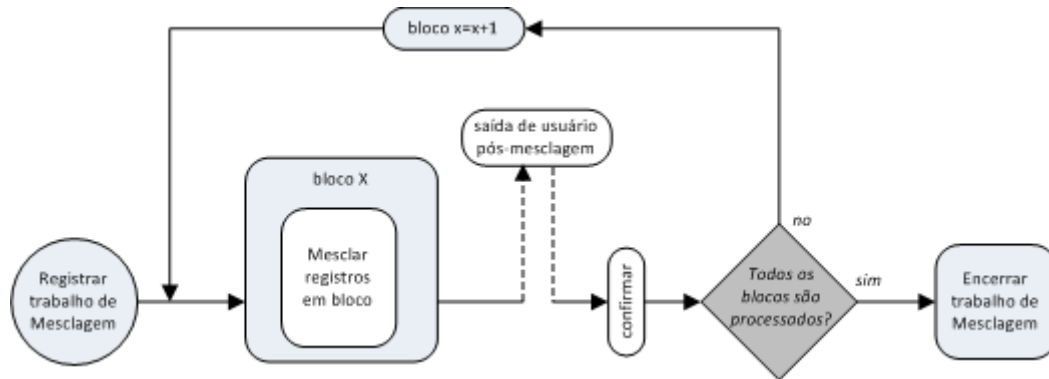 bloco x=x+1
saída de usuário
pós-mesclagem
bloco X
Mesclar
registros
em bloco
Registrar
trabalho de
Mesclagem
confirmar
no
Todos os
blocos são
processados?
sim
Encerrar
trabalho de
Mesclagem